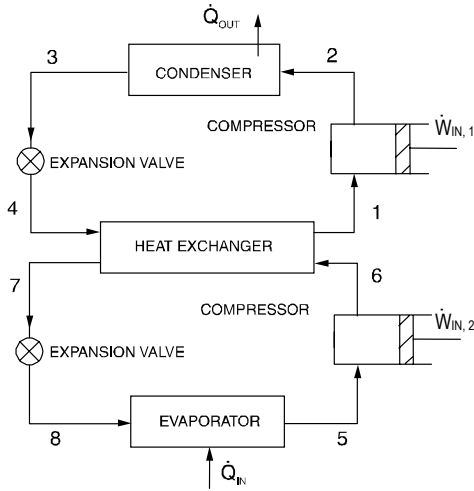 Q̇OUT
3
2
CONDENSER
COMPRESSOR
ẆIN, 1
EXPANSION VALVE
4
1
HEAT EXCHANGER
7
6
COMPRESSOR
ẆIN, 2
EXPANSION VALVE
EVAPORATOR
8
5
Q̇IN